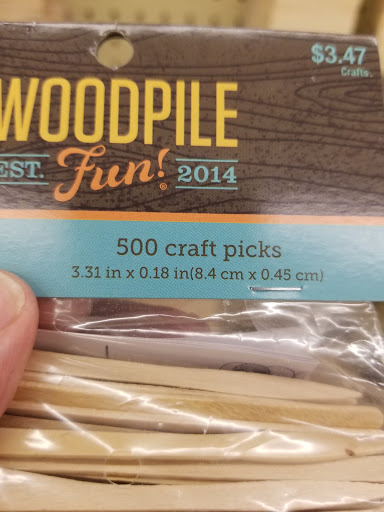 $3.47
Crafts
WOODPILE
EST. Fun!® 2014
500 craft picks
3.31 in x 0.18 in(8.4 cm x 0.45 cm)